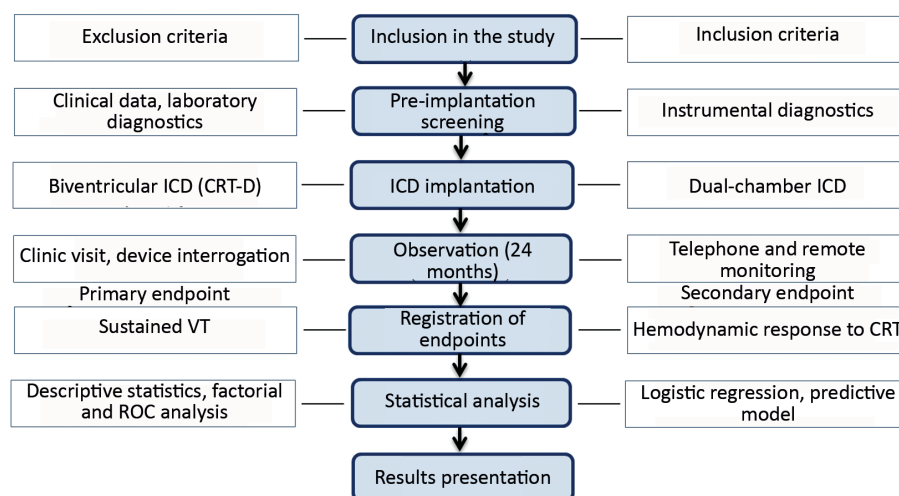 Exclusion criteria
Inclusion in the study
Inclusion criteria
Clinical data, laboratory
diagnostics
Pre-implantation
screening
Instrumental diagnostics
Biventricular ICD (CRT-D)
ICD implantation
Dual-chamber ICD
Clinic visit, device interrogation
Observation (24
months)
Telephone and remote
monitoring
Primary endpoint
Sustained VT
Registration of
endpoints
Secondary endpoint
Hemodynamic response to CRT
Descriptive statistics, factorial
and ROC analysis
Statistical analysis
Logistic regression, predictive
model
Results presentation